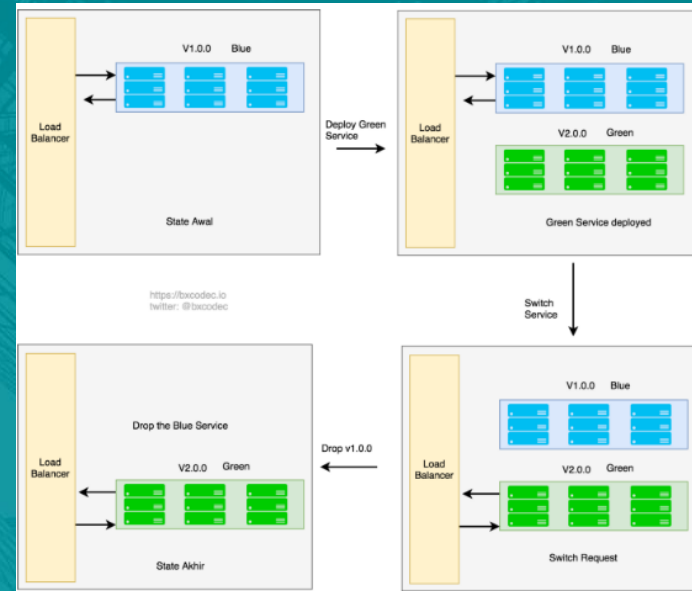 V1.0.0 Blue
Load
Balancer
State Awal
Deploy Green
Service
V1.0.0 Blue
Load
Balancer
V2.0.0 Green
Green Service deployed
https://bxcodec.io
twitter: @bxcodec
Switch
Service
Drop the Blue Service
Load
Balancer
V2.0.0 Green
State Akhir
Drop v1.0.0
V1.0.0 Blue
Load
Balancer
V2.0.0 Green
Switch Request